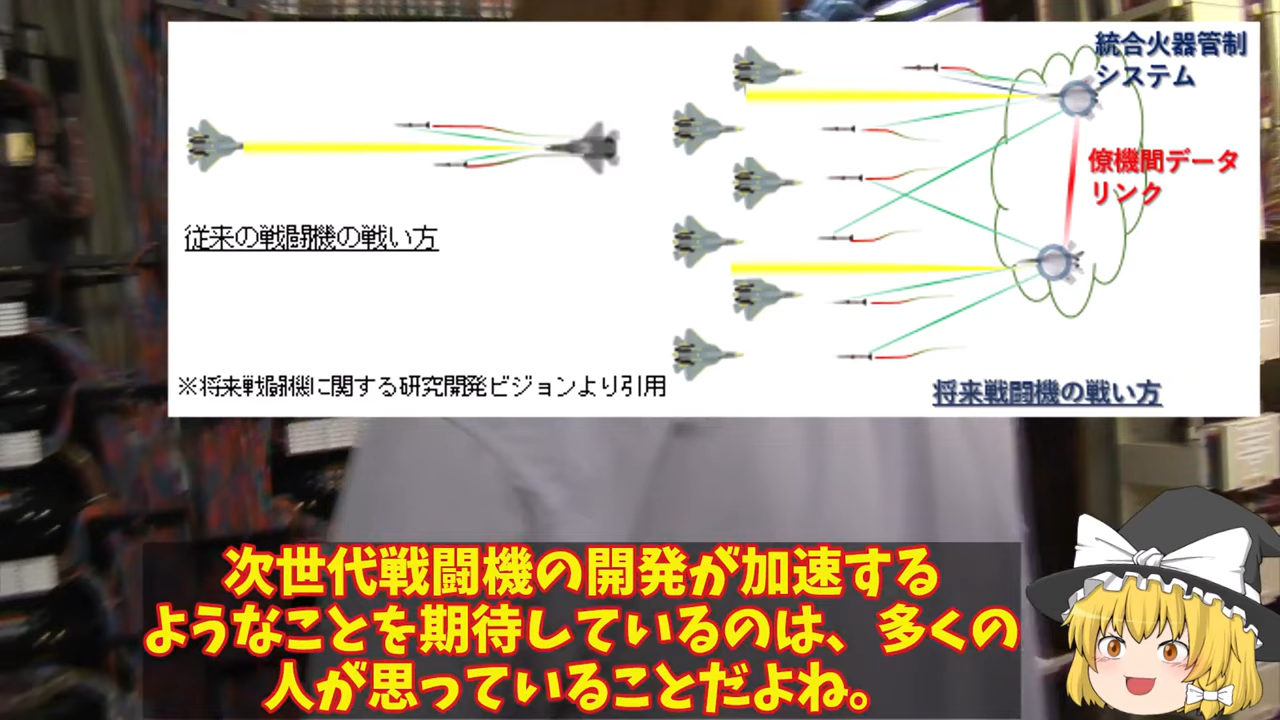 統合火器管制
システム
僚機間データ
リンク
従来の戦闘機の戦い方
※将来戦闘機に関する研究開発ビジョンより引用
将来戦闘機の戦い方
次世代戦闘機の開発が加速する
ようなことを期待しているのは、多くの
人が思っていることだよね。